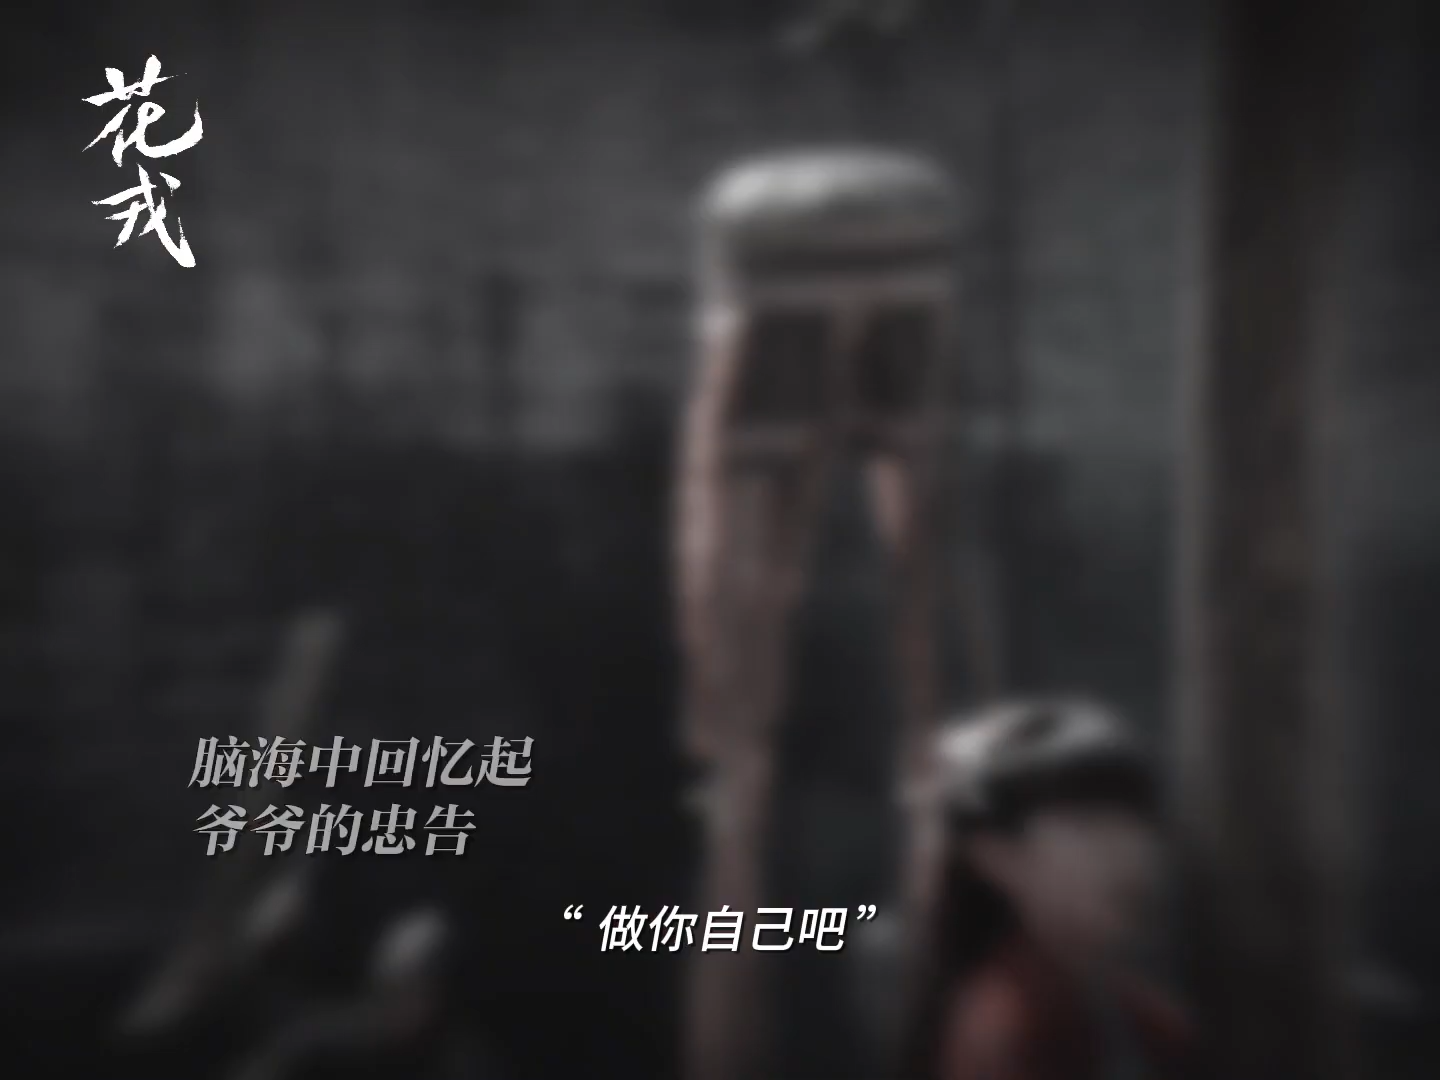 花
戎
脑海中回忆起
爷爷的忠告
“做你自己吧”